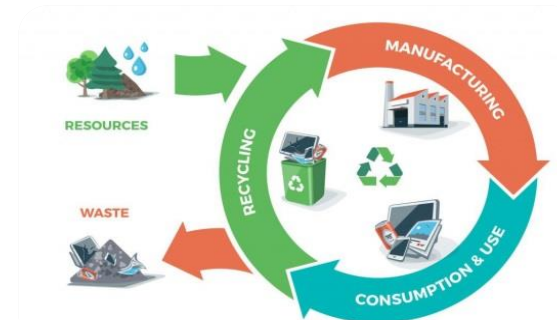 RESOURCES
MANUFACTURING
RECYCLING
WASTE
CONSUMPTION & USE